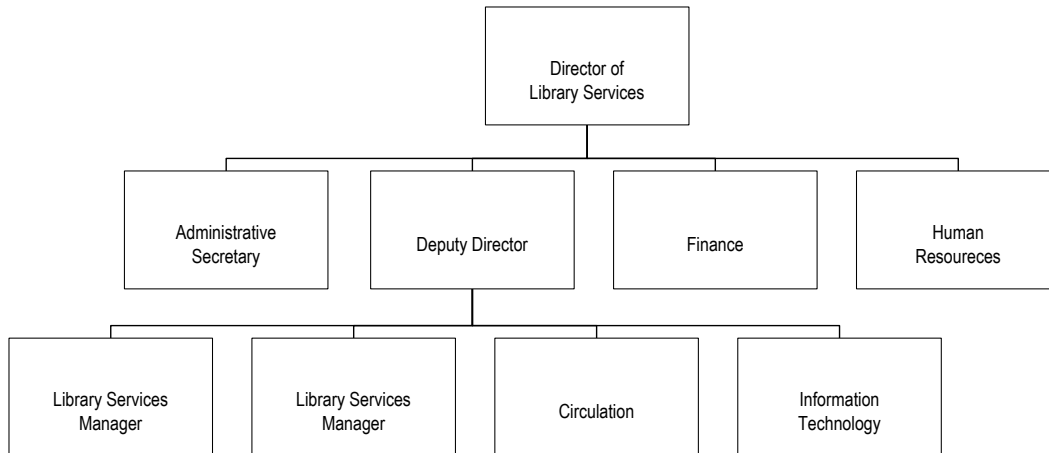 Director of
Library Services
Administrative
Secretary
Deputy Director
Finance
Human
Resoureces
Library Services
Manager
Library Services
Manager
Circulation
Information
Technology